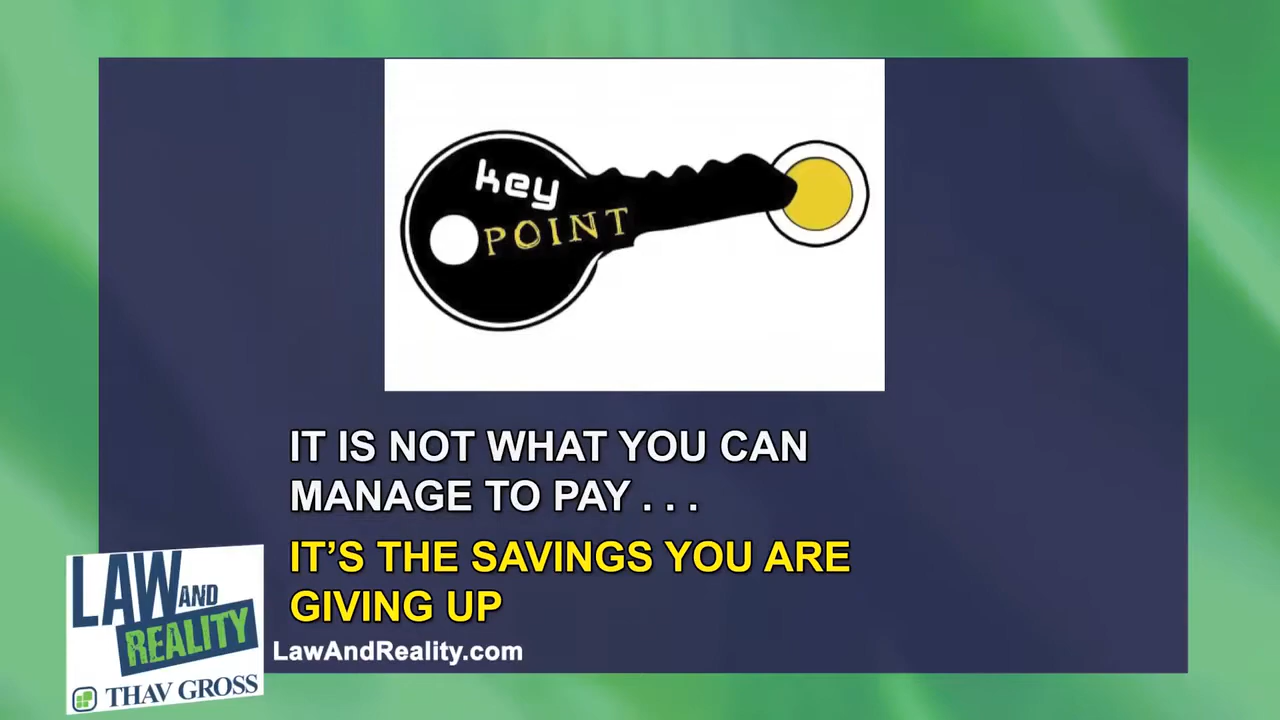 key
POINT
IT IS NOT WHAT YOU CAN
MANAGE TO PAY . . .
IT’S THE SAVINGS YOU ARE
GIVING UP
LAW AND
REALITY
THAV GROSS
LawAndReality.com